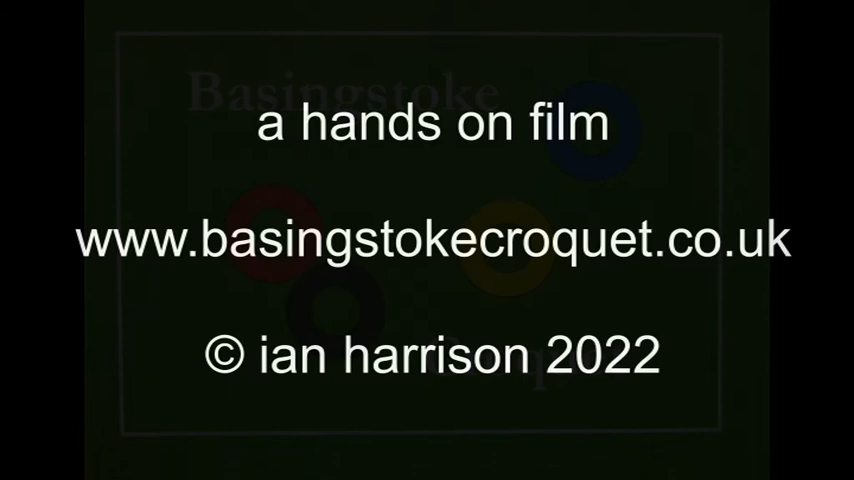 Basingstoke
a hands on film
www.basingstokecroquet.co.uk
© ian harrison 2022